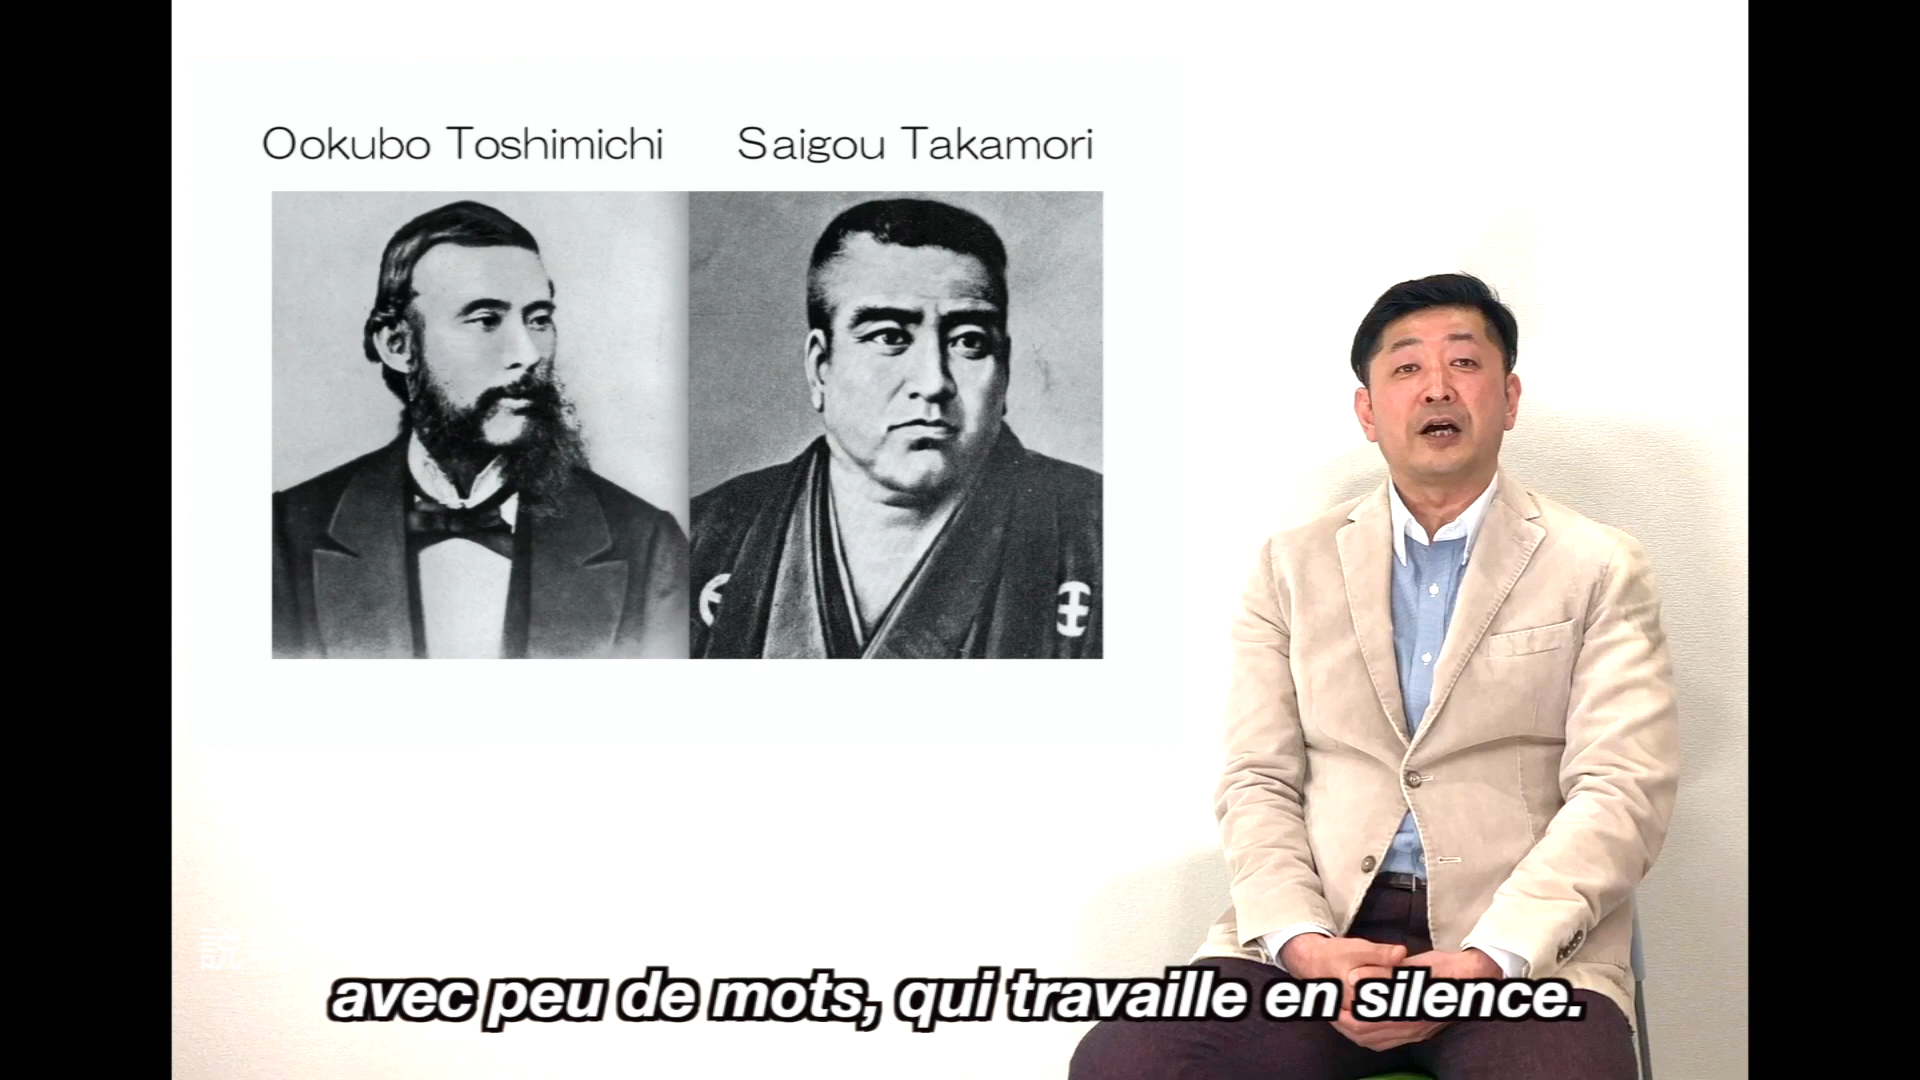 Ookubo Toshimichi Saigou Takamori
avec peu de mots, qui travaille en silence.